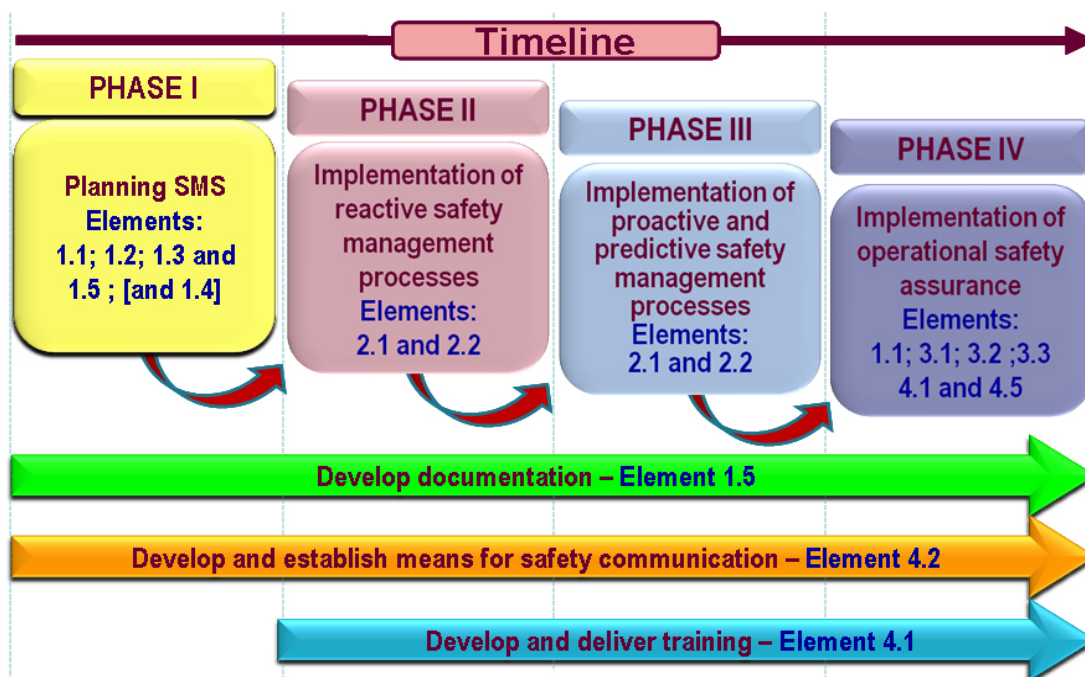 Timeline
PHASE I
Planning SMS
Elements:
1.1; 1.2; 1.3 and
1.5 ; [and 1.4]
PHASE II
Implementation of
reactive safety
management
processes
Elements:
2.1 and 2.2
PHASE III
Implementation of
proactive and
predictive safety
management
processes
Elements:
2.1 and 2.2
PHASE IV
Implementation of
operational safety
assurance
Elements:
1.1; 3.1; 3.2 ;3.3
4.1 and 4.5
Develop documentation – Element 1.5
Develop and establish means for safety communication – Element 4.2
Develop and deliver training – Element 4.1